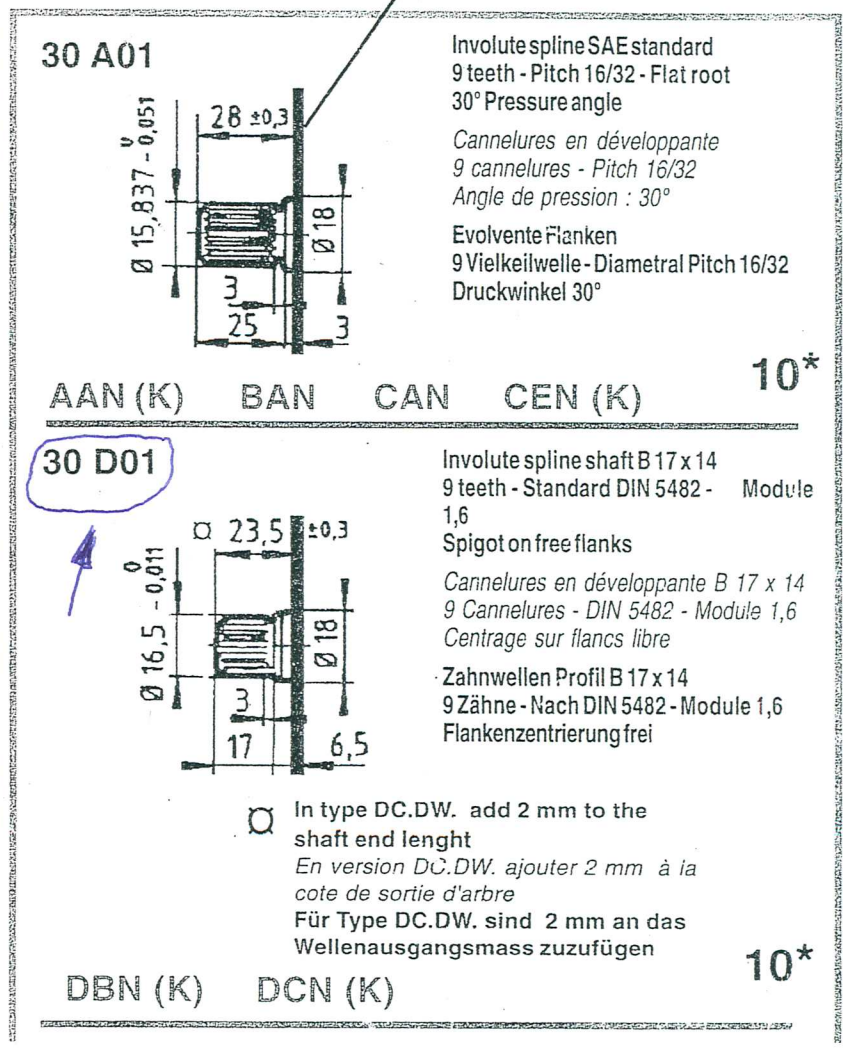 30 A01
28 ±0,3
Ø 15,837 - 0,051
0
Ø 18
3
25
3
Involute spline SAE standard
9 teeth - Pitch 16/32 - Flat root
30° Pressure angle
Cannelures en développante
9 cannelures - Pitch 16/32
Angle de pression : 30°
Evolvente Flanken
9 Vielkeilwelle - Diametral Pitch 16/32
Druckwinkel 30°
10*
AAN (K) BAN CAN CEN (K)
30 D01
¤ 23,5 ±0,3
Ø 16,5 - 0,011
0
Ø 18
3
17
6,5
Involute spline shaft B 17 x 14
9 teeth - Standard DIN 5482 - Module
1,6
Spigot on free flanks
Cannelures en développante B 17 x 14
9 Cannelures - DIN 5482 - Module 1,6
Centrage sur flancs libre
Zahnwellen Profil B 17 x 14
9 Zähne - Nach DIN 5482 - Module 1,6
Flankenzentrierung frei
¤ In type DC.DW. add 2 mm to the
shaft end lenght
En version DC.DW. ajouter 2 mm à la
cote de sortie d'arbre
Für Type DC.DW. sind 2 mm an das
Wellenausgangsmass zuzufügen
10*
DBN (K) DCN (K)